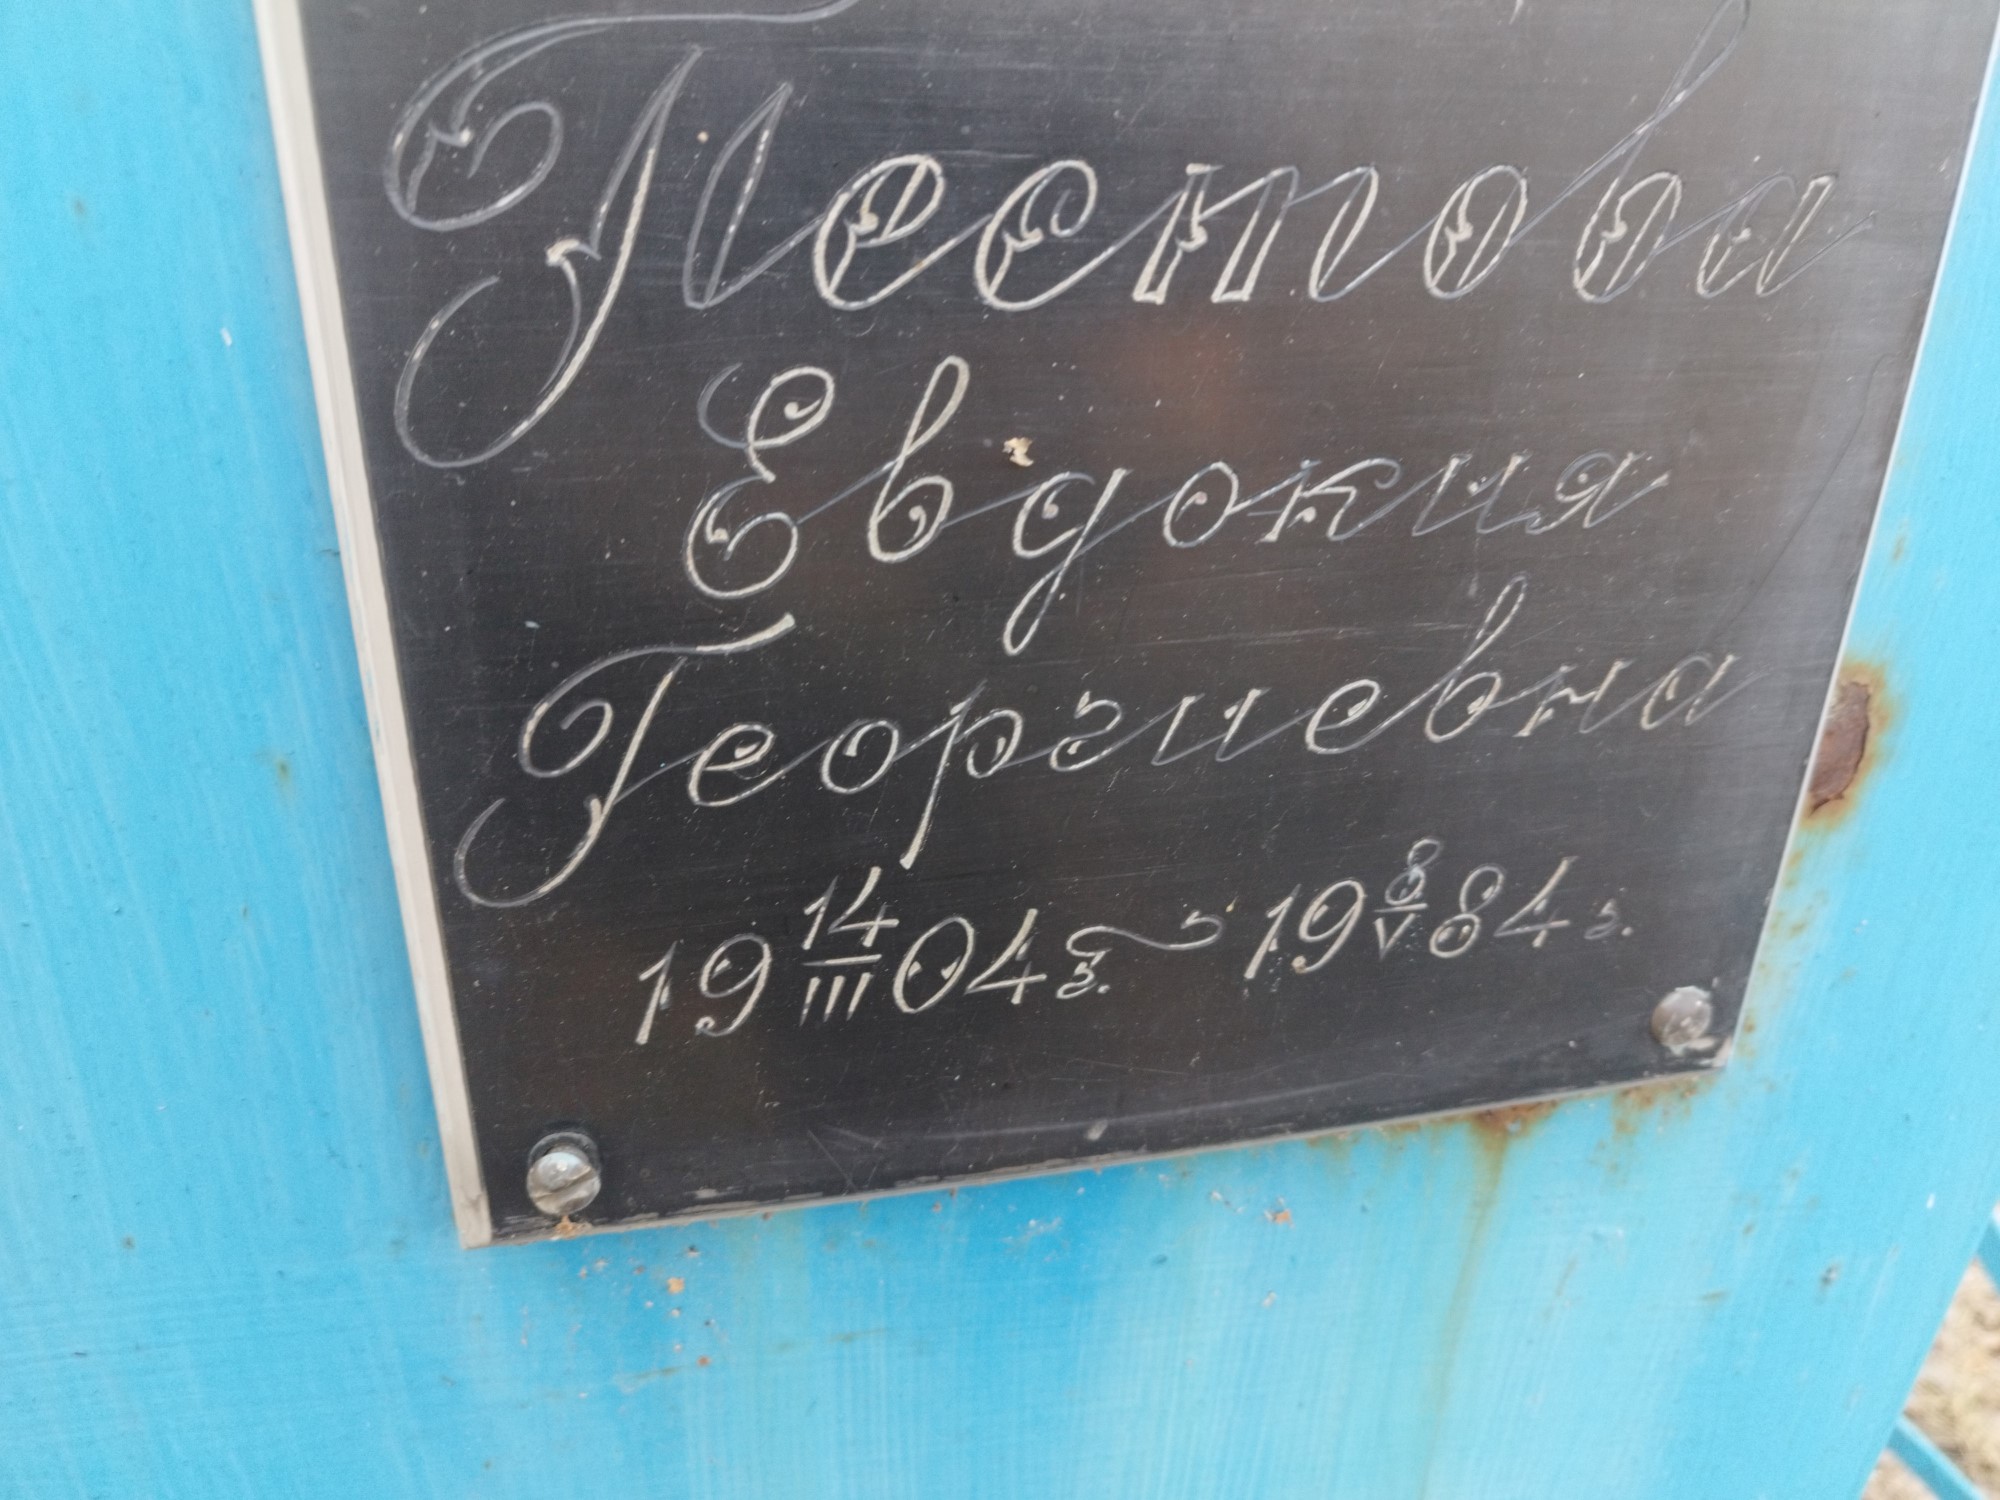 Пестова
Евдокия
Георгиевна
19 14/III 04 г. ~ 19 8/V 84 г.